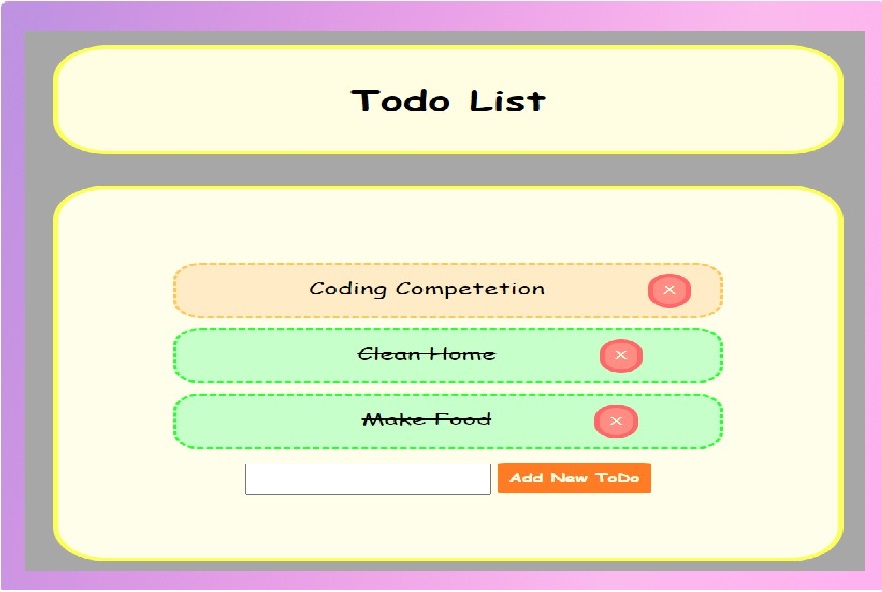 Todo List
Coding Competetion ×
Clean Home ×
Make Food ×
Add New ToDo